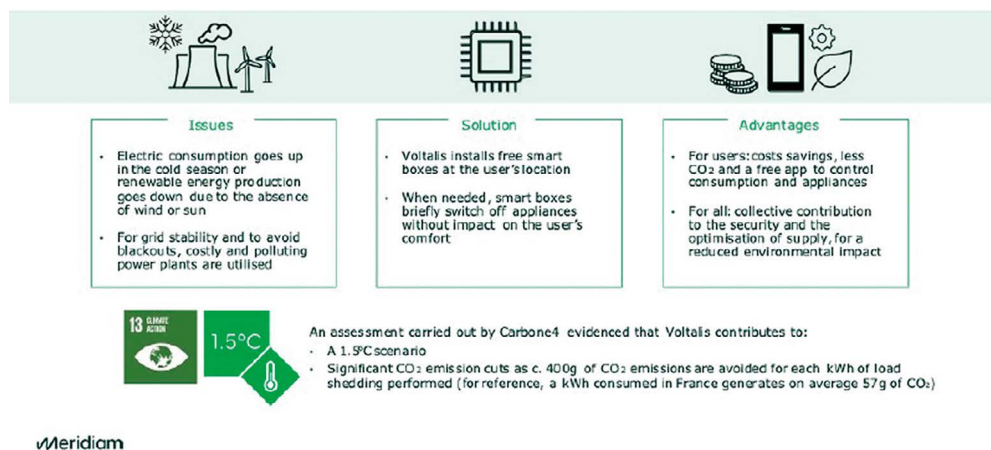 Issues
Electric consumption goes up
in the cold season or
renewable energy production
goes down due to the absence
of wind or sun
For grid stability and to avoid
blackouts, costly and polluting
power plants are utilised
Solution
Voltalis installs free smart
boxes at the user's location
When needed, smart boxes
briefly switch off appliances
without impact on the user's
comfort
Advantages
For users: costs savings, less
CO₂ and a free app to control
consumption and appliances
For all: collective contribution
to the security and the
optimisation of supply, for a
reduced environmental impact
13 CLIMATE
ACTION
1.5°C
An assessment carried out by Carbone4 evidenced that Voltalis contributes to:
A 1.5°C scenario
Significant CO₂ emission cuts as c. 400g of CO₂ emissions are avoided for each kWh of load
shedding performed (for reference, a kWh consumed in France generates on average 57g of CO₂)
Meridiam